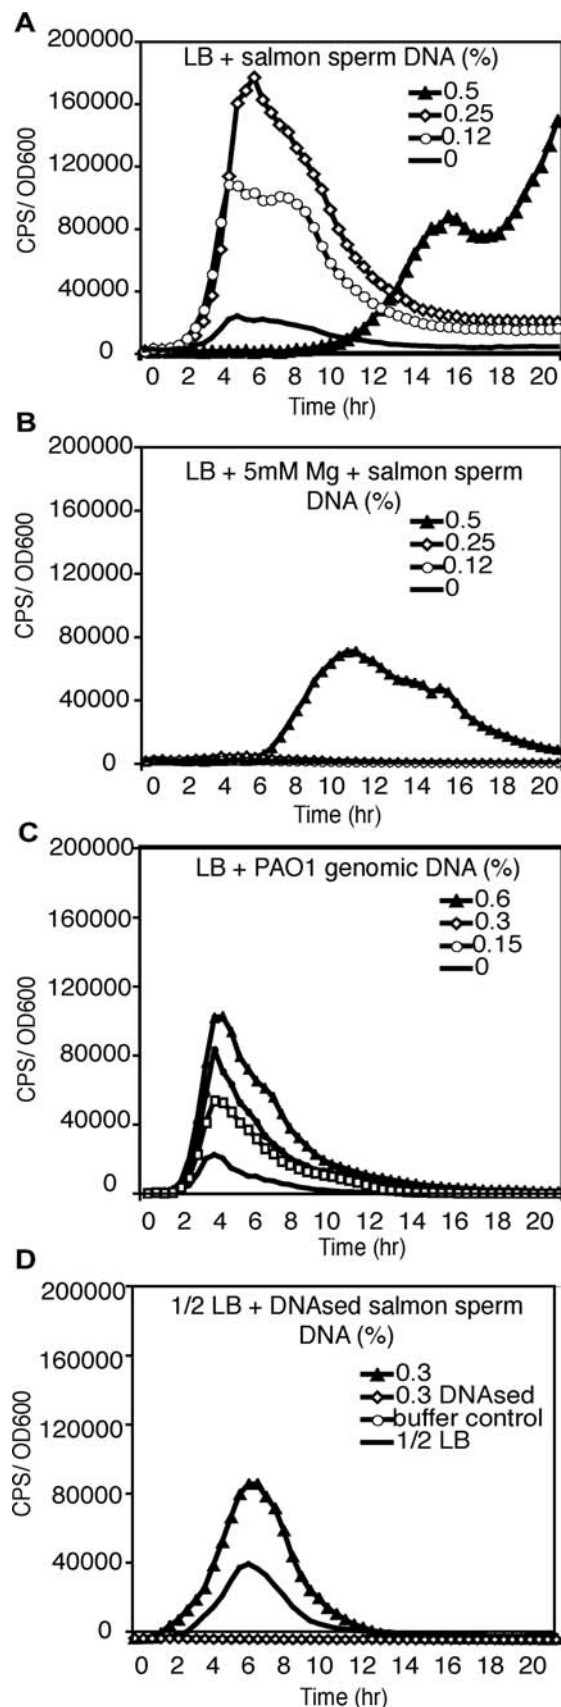 A
200000
LB + salmon sperm DNA (%)
160000
0.5
0.25
120000
0.12
0
80000
40000
0
CPS/ OD600
0 2 4 6 8 10 12 14 16 18 20
Time (hr)
B
200000
LB + 5mM Mg + salmon sperm
DNA (%)
160000
0.5
0.25
120000
0.12
0
80000
40000
0
CPS/ OD600
0 2 4 6 8 10 12 14 16 18 20
Time (hr)
C
200000
LB + PAO1 genomic DNA (%)
160000
0.6
0.3
0.15
120000
0
80000
40000
0
CPS/ OD600
0 2 4 6 8 10 12 14 16 18 20
Time (hr)
D
200000
1/2 LB + DNAsed salmon sperm
DNA (%)
160000
0.3
0.3 DNAsed
120000
buffer control
1/2 LB
80000
40000
0
CPS/ OD600
0 2 4 6 8 10 12 14 16 18 20
Time (hr)